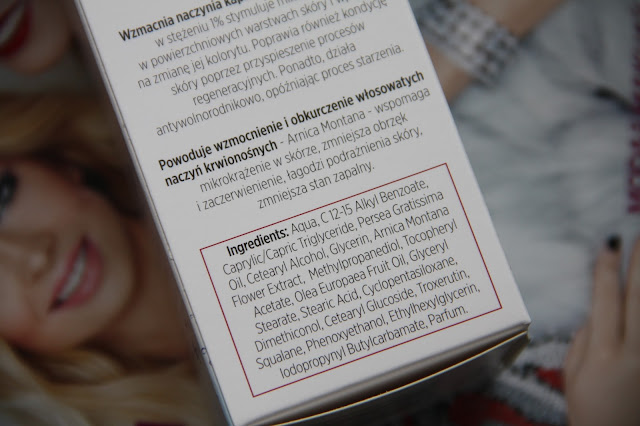 Wzmacnia naczynia
w stężeniu 1% stymuluje
w powierzchniowych warstwach skóry i
na zmianę jej kolorytu. Poprawia również kondycję
skóry poprzez przyspieszenie procesów
regeneracyjnych. Ponadto, działa
antywolnorodnikowo, opóźniając proces starzenia.
Powoduje wzmocnienie i obkurczenie włosowatych
naczyń krwionośnych - Arnica Montana - wspomaga
mikrokrążenie w skórze, zmniejsza obrzęk
i zaczerwienienie, łagodzi podrażnienia skóry,
zmniejsza stan zapalny.
Ingredients: Aqua, C 12-15 Alkyl Benzoate,
Caprylic/Capric Triglyceride, Persea Gratissima
Oil, Cetearyl Alcohol, Glycerin, Arnica Montana
Flower Extract, Methylpropanediol, Tocopheryl
Acetate, Olea Europaea Fruit Oil, Glyceryl
Stearate, Stearic Acid, Cyclopentasiloxane,
Dimethiconol, Cetearyl Glucoside, Troxerutin,
Squalane, Phenoxyethanol, Ethylhexylglycerin,
Iodopropynyl Butylcarbamate, Parfum.